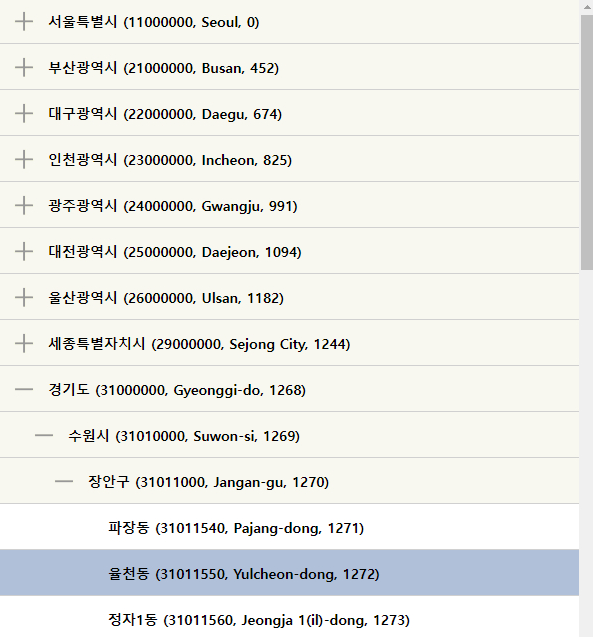 서울특별시 (11000000, Seoul, 0)
부산광역시 (21000000, Busan, 452)
대구광역시 (22000000, Daegu, 674)
인천광역시 (23000000, Incheon, 825)
광주광역시 (24000000, Gwangju, 991)
대전광역시 (25000000, Daejeon, 1094)
울산광역시 (26000000, Ulsan, 1182)
세종특별자치시 (29000000, Sejong City, 1244)
경기도 (31000000, Gyeonggi-do, 1268)
수원시 (31010000, Suwon-si, 1269)
장안구 (31011000, Jangan-gu, 1270)
파장동 (31011540, Pajang-dong, 1271)
율천동 (31011550, Yulcheon-dong, 1272)
정자1동 (31011560, Jeongja 1(il)-dong, 1273)